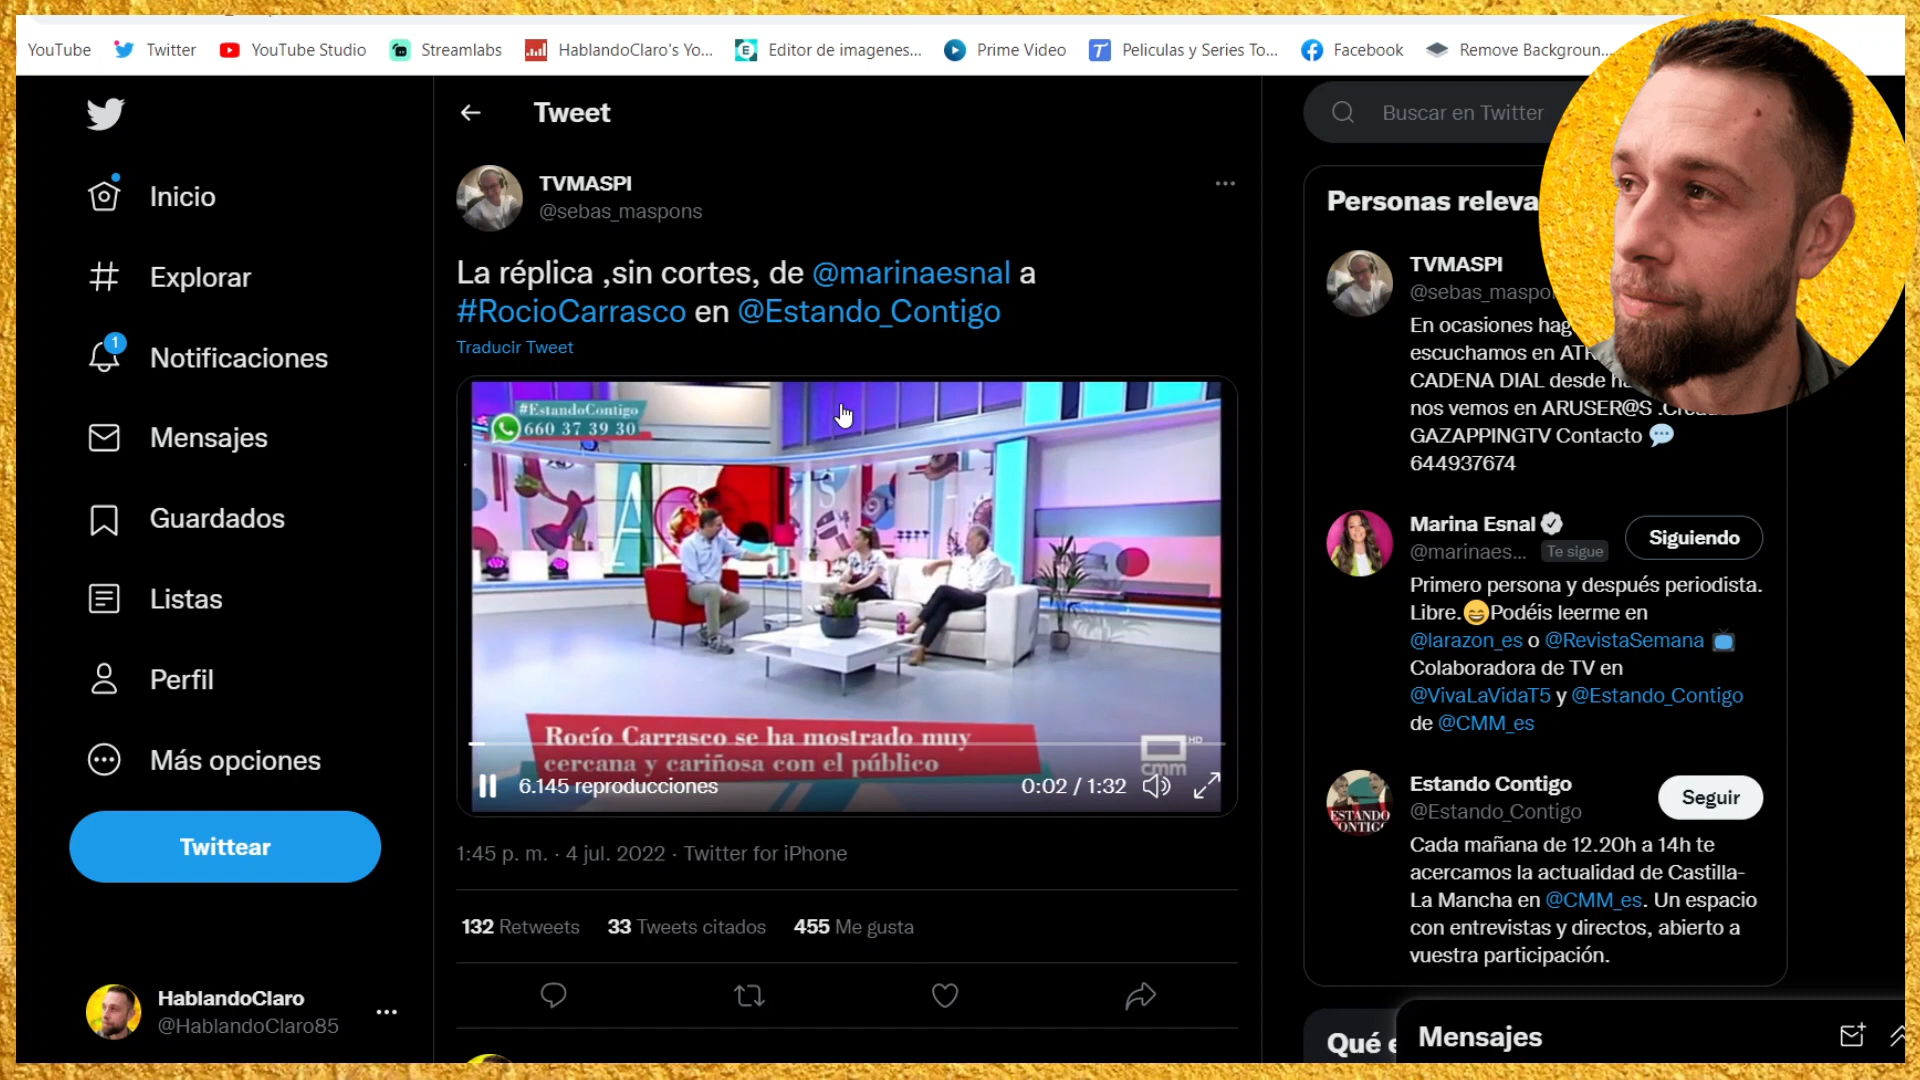 YouTube
Twitter
YouTube Studio
Streamlabs
HablandoClaro's Yo...
Editor de imagenes...
Prime Video
Peliculas y Series To...
Facebook
Remove Backgroun...
Inicio
Explorar
1
Notificaciones
Mensajes
Guardados
Listas
Perfil
Más opciones
Twittear
HablandoClaro
@HablandoClaro85
Tweet
TVMASPI
@sebas_maspons
La réplica ,sin cortes, de @marinaesnal a
#RocioCarrasco en @Estando_Contigo
Traducir Tweet
#EstandoContigo
660 37 39 30
Rocío Carrasco se ha mostrado muy
cercana y cariñosa con el público
HD
cmm
6.145 reproducciones
0:02 / 1:32
1:45 p. m. · 4 jul. 2022 · Twitter for iPhone
132 Retweets 33 Tweets citados 455 Me gusta
Buscar en Twitter
Personas releva
TVMASPI
@sebas_maspo
En ocasiones hag
escuchamos en ATR
CADENA DIAL desde
nos vemos en ARUSER@S
GAZAPPINGTV Contacto 💬
644937674
Marina Esnal
@marinaes... Te sigue
Siguiendo
Primero persona y después periodista.
Libre.😄Podéis leerme en
@larazon_es o @RevistaSemana 📺
Colaboradora de TV en
@VivaLaVidaT5 y @Estando_Contigo
de @CMM_es
ESTANDO
CONTIGO
Estando Contigo
@Estando_Contigo
Seguir
Cada mañana de 12.20h a 14h te
acercamos la actualidad de Castilla-
La Mancha en @CMM_es. Un espacio
con entrevistas y directos, abierto a
vuestra participación.
Qué
Mensajes